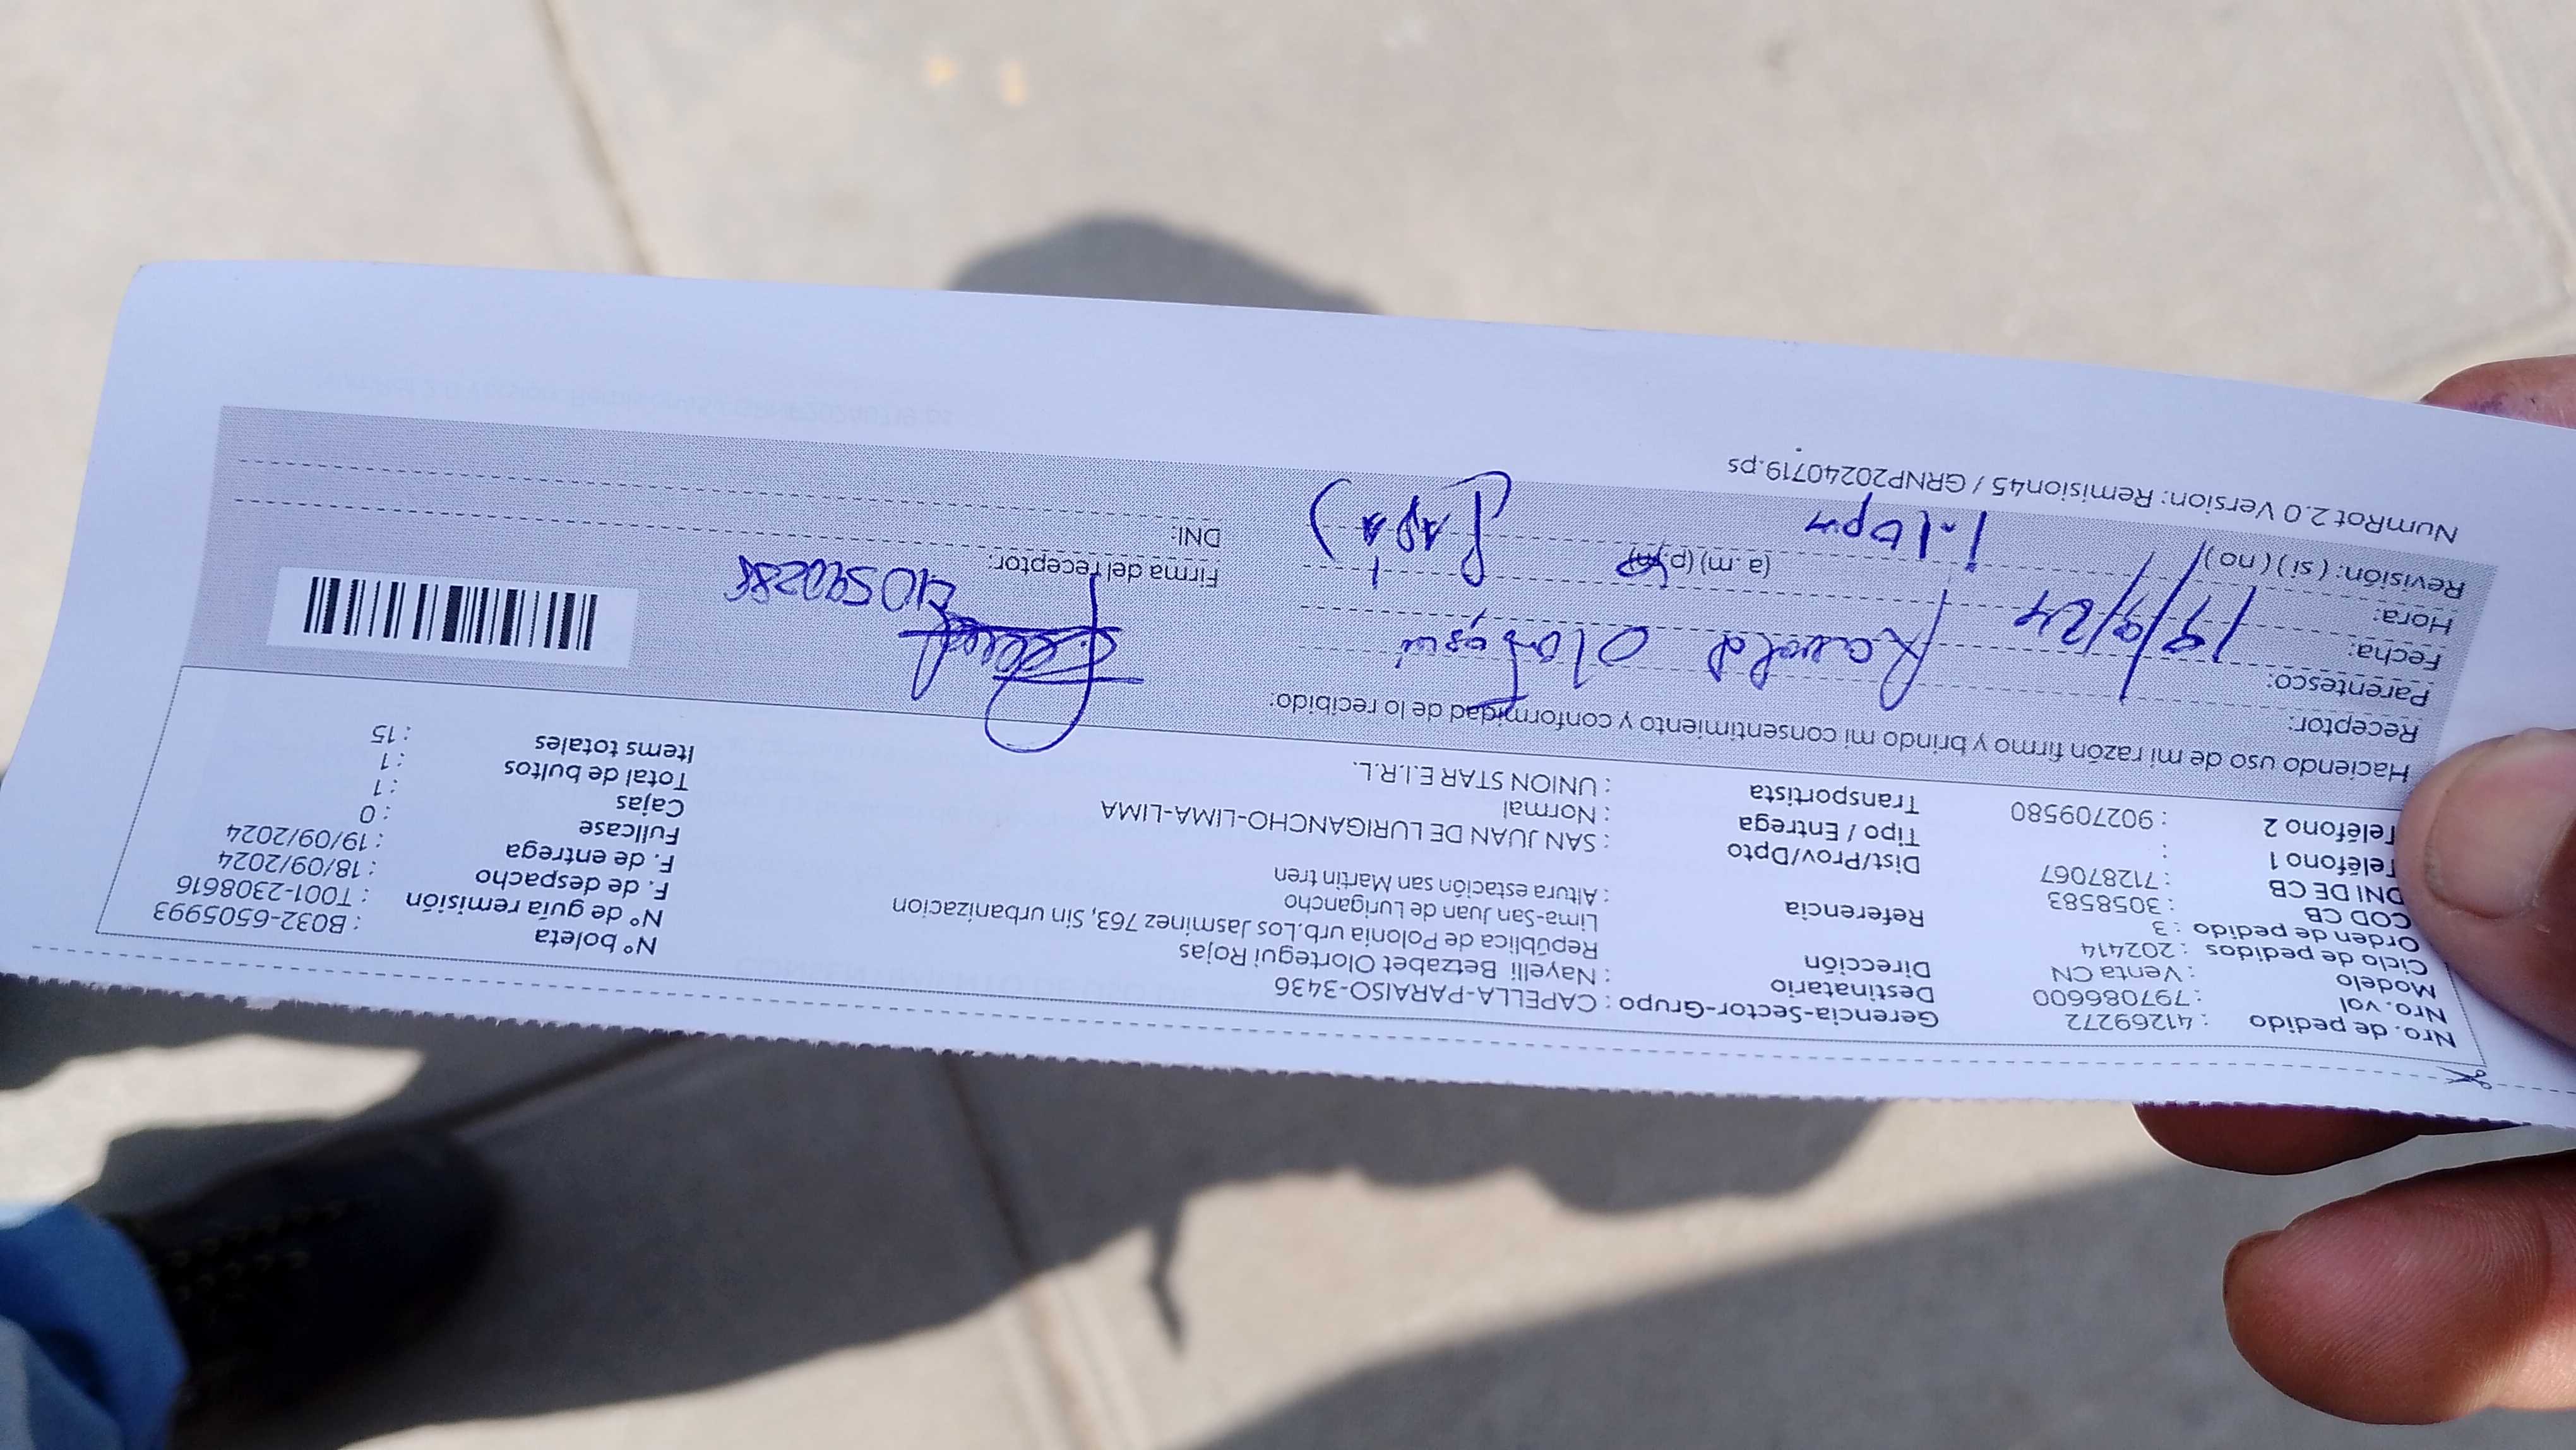 Nro. de pedido : 41269272
Nro. vol : 797086600
Modelo : Venta CN
Ciclo de pedidos : 202414
Orden de pedido : 3
COD CB : 3058583
DNI DE CB : 71287067
Teléfono 1 :
Teléfono 2 : 902709580
Gerencia-Sector-Grupo : CAPELLA-PARAISO-3436
Destinatario : Nayelli Betzabet Olortegui Rojas
Dirección República de Polonia urb.Los Jasminez 763, Sin urbanizacion
Lima-San Juan de Lurigancho
Referencia : Altura estación san Martin tren
Dist/Prov/Dpto : SAN JUAN DE LURIGANCHO-LIMA-LIMA
Tipo / Entrega : Normal
Transportista : UNION STAR E.I.R.L.
N° boleta : B032-6505993
N° de guía remisión : T001-2308616
F. de despacho : 18/09/2024
F. de entrega : 19/09/2024
Fullcase : 0
Cajas : 1
Total de bultos : 1
Items totales : 15
Haciendo uso de mi razón firmo y brindo mi consentimiento y conformidad de lo recibido:
Receptor:
Parentesco:
Fecha: 19/9/24
Hora: (a.m) (p.m)
Revisión: ( si ) ( no )
(Papá)
Firma del receptor:
DNI:
NumRot 2.0 Version: Remision45 / GRNP20240719.ps